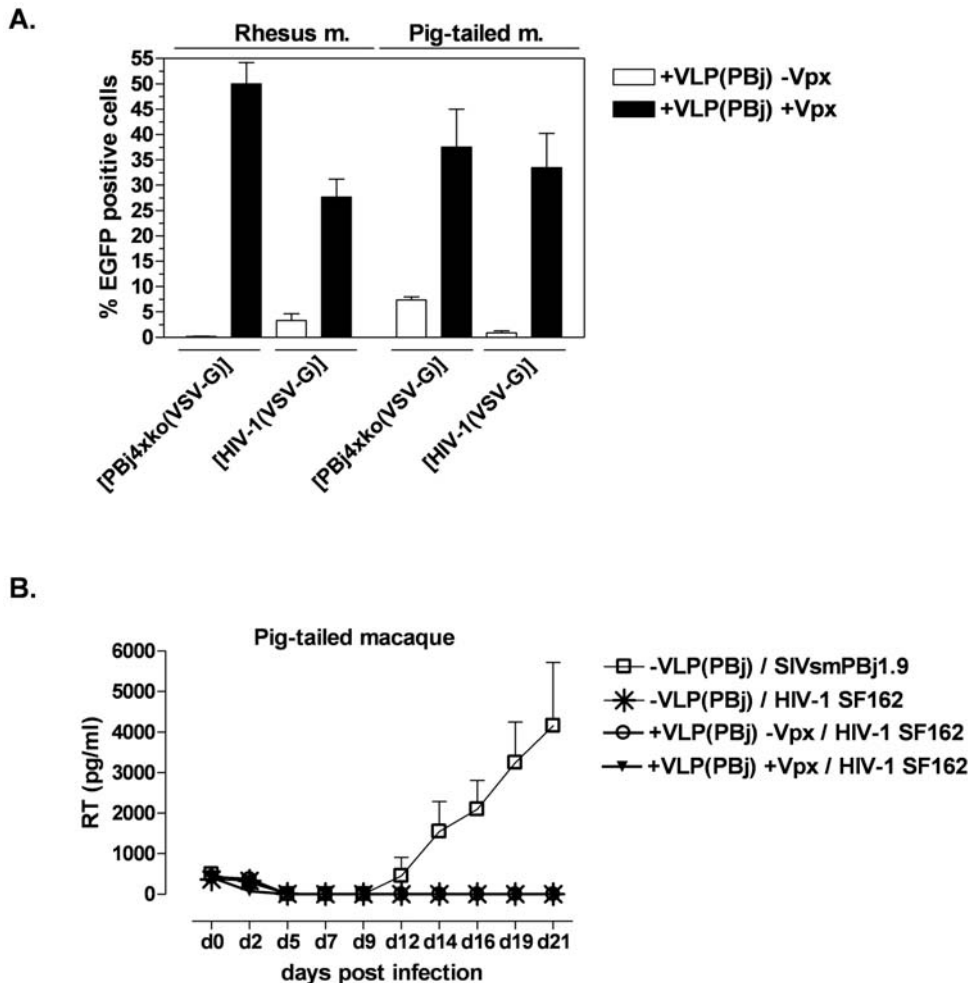 A.
Rhesus m.
Pig-tailed m.
% EGFP positive cells
55
50
45
40
35
30
25
20
15
10
5
0
+VLP(PBj) -Vpx
+VLP(PBj) +Vpx
[PBj4xko(VSV-G)]
[HIV-1(VSV-G)]
[PBj4xko(VSV-G)]
[HIV-1(VSV-G)]
B.
Pig-tailed macaque
RT (pg/ml)
6000
5000
4000
3000
2000
1000
0
-VLP(PBj) / SIVsmPBj1.9
-VLP(PBj) / HIV-1 SF162
+VLP(PBj) -Vpx / HIV-1 SF162
+VLP(PBj) +Vpx / HIV-1 SF162
d0 d2 d5 d7 d9 d12 d14 d16 d19 d21
days post infection